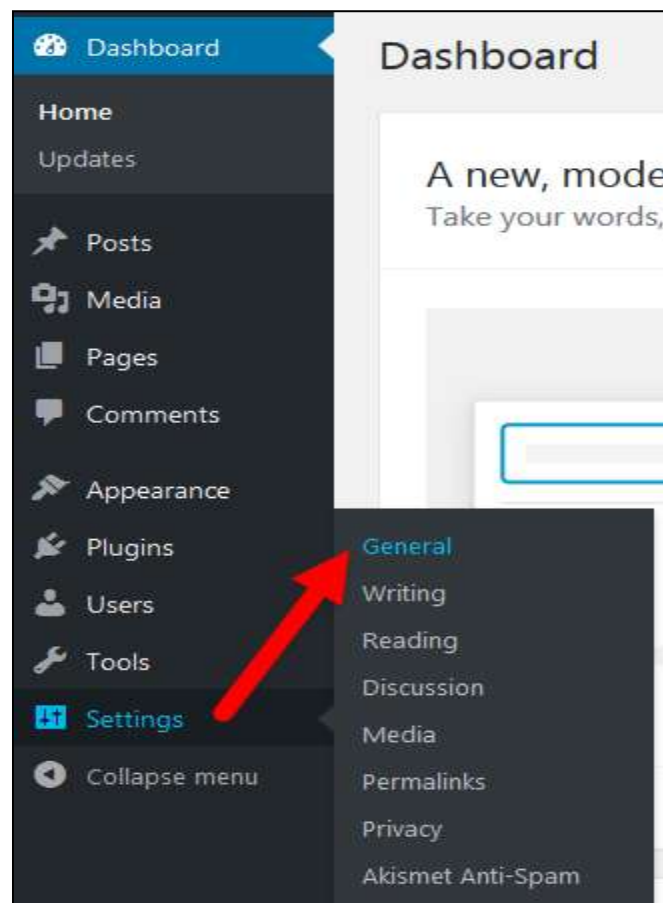 Dashboard
Home
Updates
Posts
Media
Pages
Comments
Appearance
Plugins
Users
Tools
Settings
Collapse menu
Dashboard
A new, mode
Take your words,
General
Writing
Reading
Discussion
Media
Permalinks
Privacy
Akismet Anti-Spam